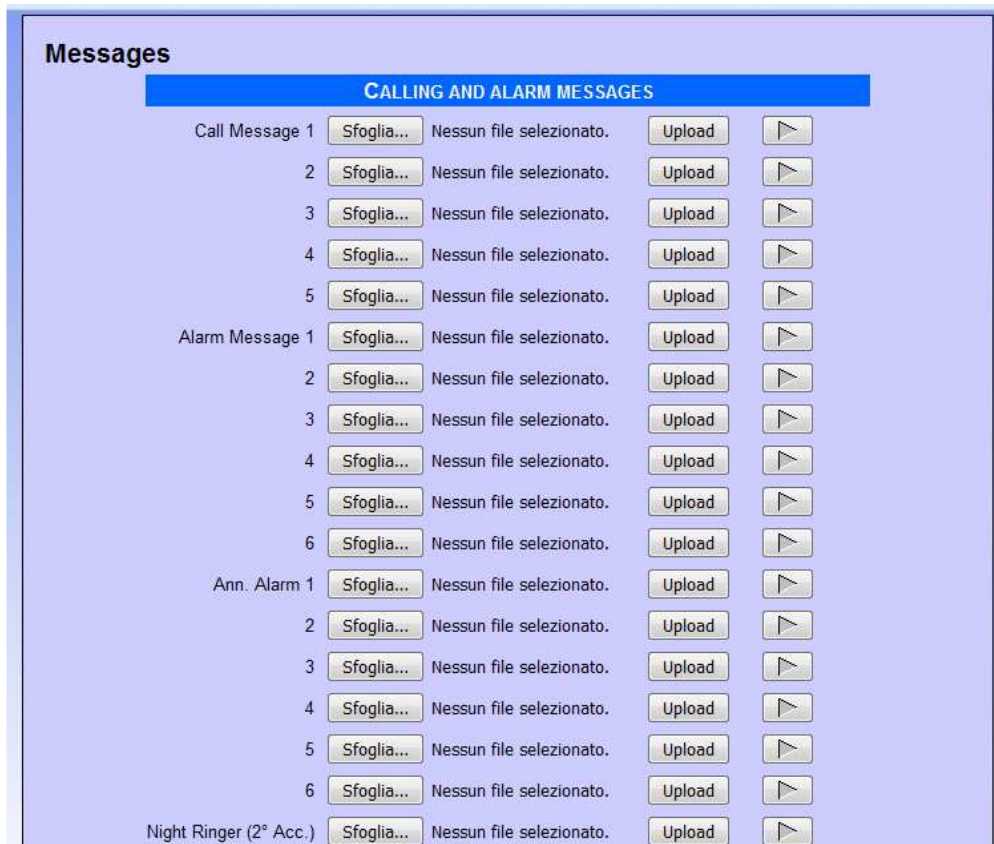 Messages
CALLING AND ALARM MESSAGES
Call Message 1 Sfoglia... Nessun file selezionato. Upload
2 Sfoglia... Nessun file selezionato. Upload
3 Sfoglia... Nessun file selezionato. Upload
4 Sfoglia... Nessun file selezionato. Upload
5 Sfoglia... Nessun file selezionato. Upload
Alarm Message 1 Sfoglia... Nessun file selezionato. Upload
2 Sfoglia... Nessun file selezionato. Upload
3 Sfoglia... Nessun file selezionato. Upload
4 Sfoglia... Nessun file selezionato. Upload
5 Sfoglia... Nessun file selezionato. Upload
6 Sfoglia... Nessun file selezionato. Upload
Ann. Alarm 1 Sfoglia... Nessun file selezionato. Upload
2 Sfoglia... Nessun file selezionato. Upload
3 Sfoglia... Nessun file selezionato. Upload
4 Sfoglia... Nessun file selezionato. Upload
5 Sfoglia... Nessun file selezionato. Upload
6 Sfoglia... Nessun file selezionato. Upload
Night Ringer (2° Acc.) Sfoglia... Nessun file selezionato. Upload